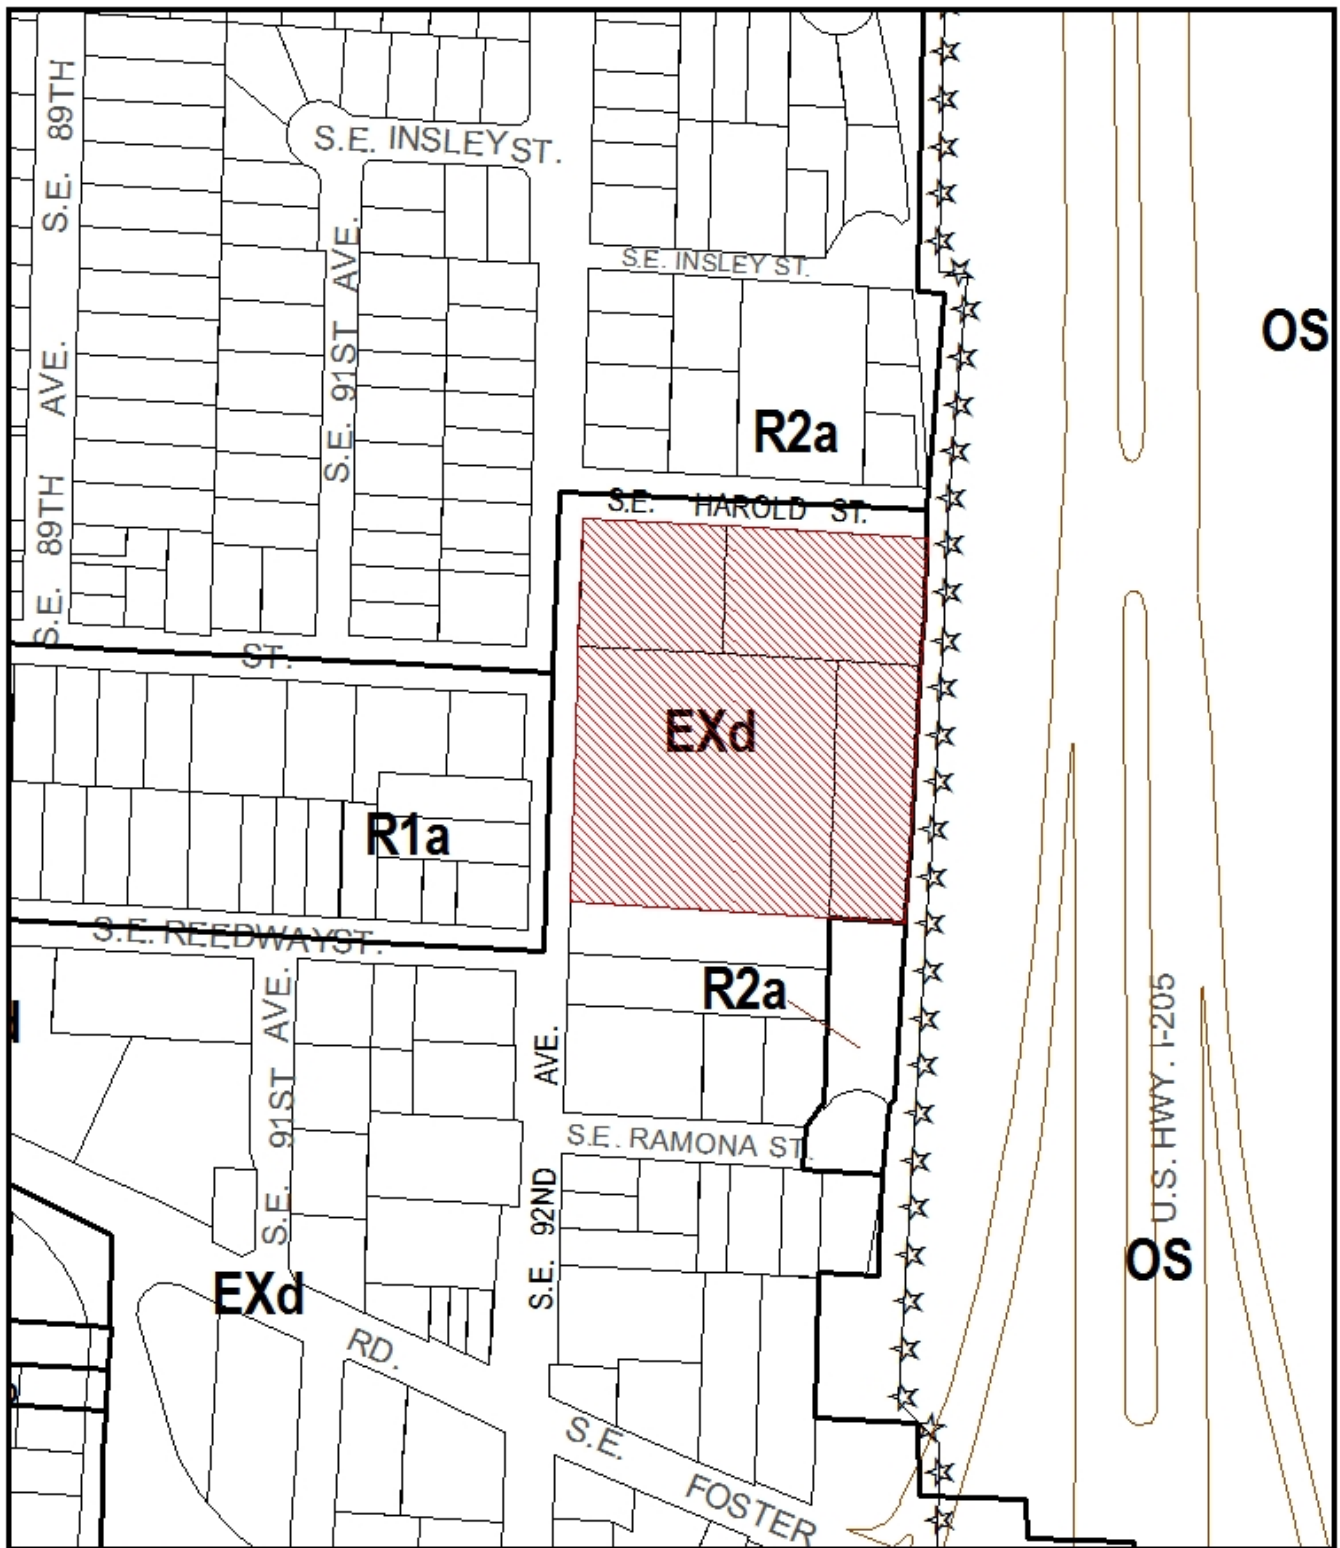 S.E. 89TH AVE.
S.E. 89TH
S.E. INSLEY ST.
S.E. 91ST AVE.
S.E. INSLEY ST.
OS
R2a
S.E. HAROLD ST.
ST.
EXd
R1a
S.E. REEDWAY ST.
R2a
S.E. 91ST AVE.
S.E. 92ND AVE.
S.E. RAMONA ST.
U.S. HWY. I-205
OS
EXd
RD.
S.E. FOSTER